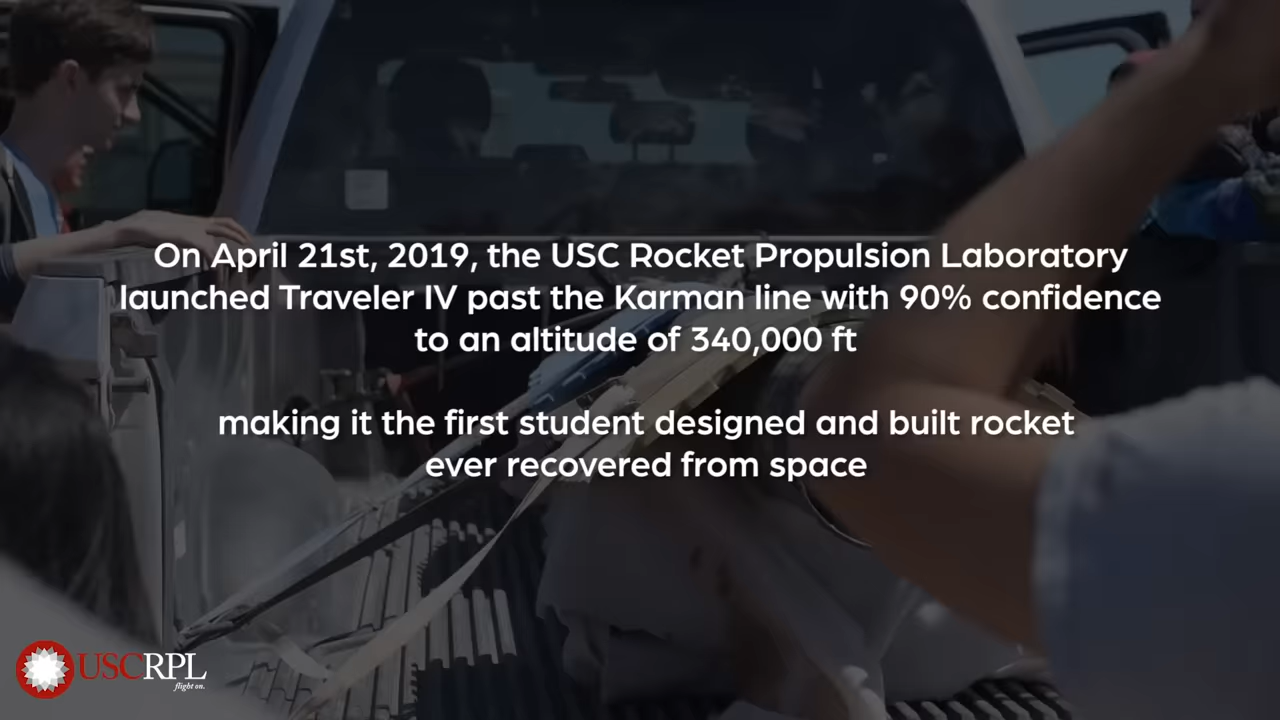 On April 21st, 2019, the USC Rocket Propulsion Laboratory
launched Traveler IV past the Karman line with 90% confidence
to an altitude of 340,000 ft
making it the first student designed and built rocket
ever recovered from space
USCRPL
flight on.